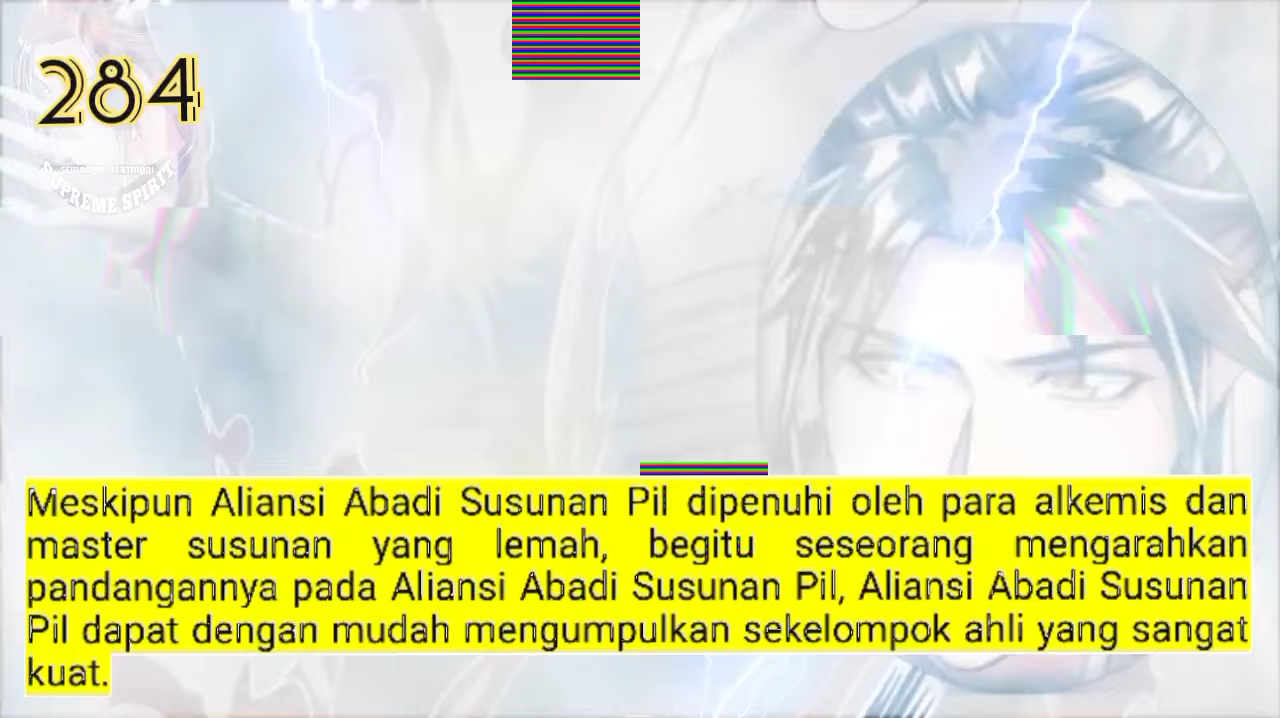 284
SUPREME SPIRIT
Meskipun Aliansi Abadi Susunan Pil dipenuhi oleh para alkemis dan
master susunan yang lemah, begitu seseorang mengarahkan
pandangannya pada Aliansi Abadi Susunan Pil, Aliansi Abadi Susunan
Pil dapat dengan mudah mengumpulkan sekelompok ahli yang sangat
kuat.